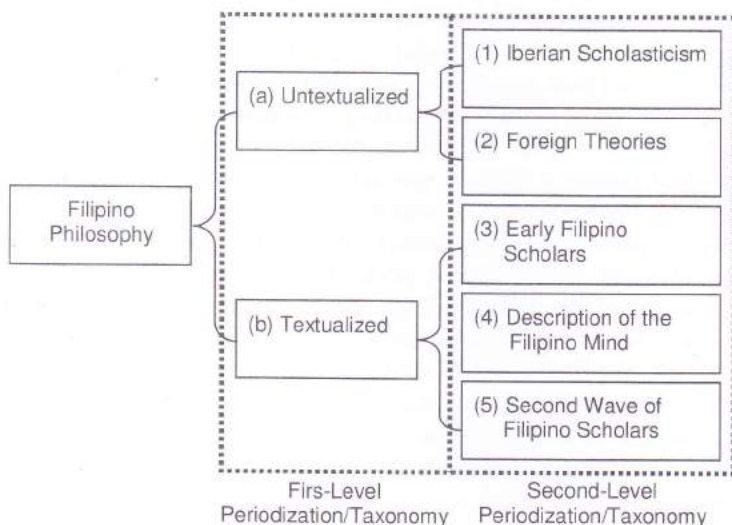 Filipino
Philosophy
(a) Untextualized
(b) Textualized
(1) Iberian Scholasticism
(2) Foreign Theories
(3) Early Filipino
Scholars
(4) Description of the
Filipino Mind
(5) Second Wave of
Filipino Scholars
Firs-Level
Periodization/Taxonomy
Second-Level
Periodization/Taxonomy